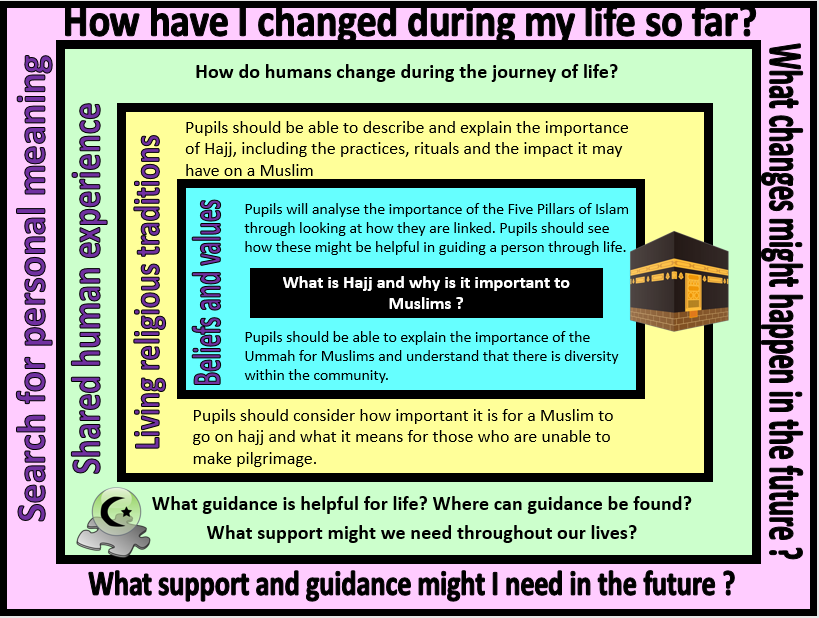 How have I changed during my life so far?
Search for personal meaning
What changes might happen in the future ?
Shared human experience
How do humans change during the journey of life?
Living religious traditions
Pupils should be able to describe and explain the importance
of Hajj, including the practices, rituals and the impact it may
have on a Muslim
Beliefs and values
Pupils will analyse the importance of the Five Pillars of Islam
through looking at how they are linked. Pupils should see
how these might be helpful in guiding a person through life.
What is Hajj and why is it important to
Muslims ?
Pupils should be able to explain the importance of the
Ummah for Muslims and understand that there is diversity
within the community.
Pupils should consider how important it is for a Muslim to
go on hajj and what it means for those who are unable to
make pilgrimage.
What guidance is helpful for life? Where can guidance be found?
What support might we need throughout our lives?
What support and guidance might I need in the future ?